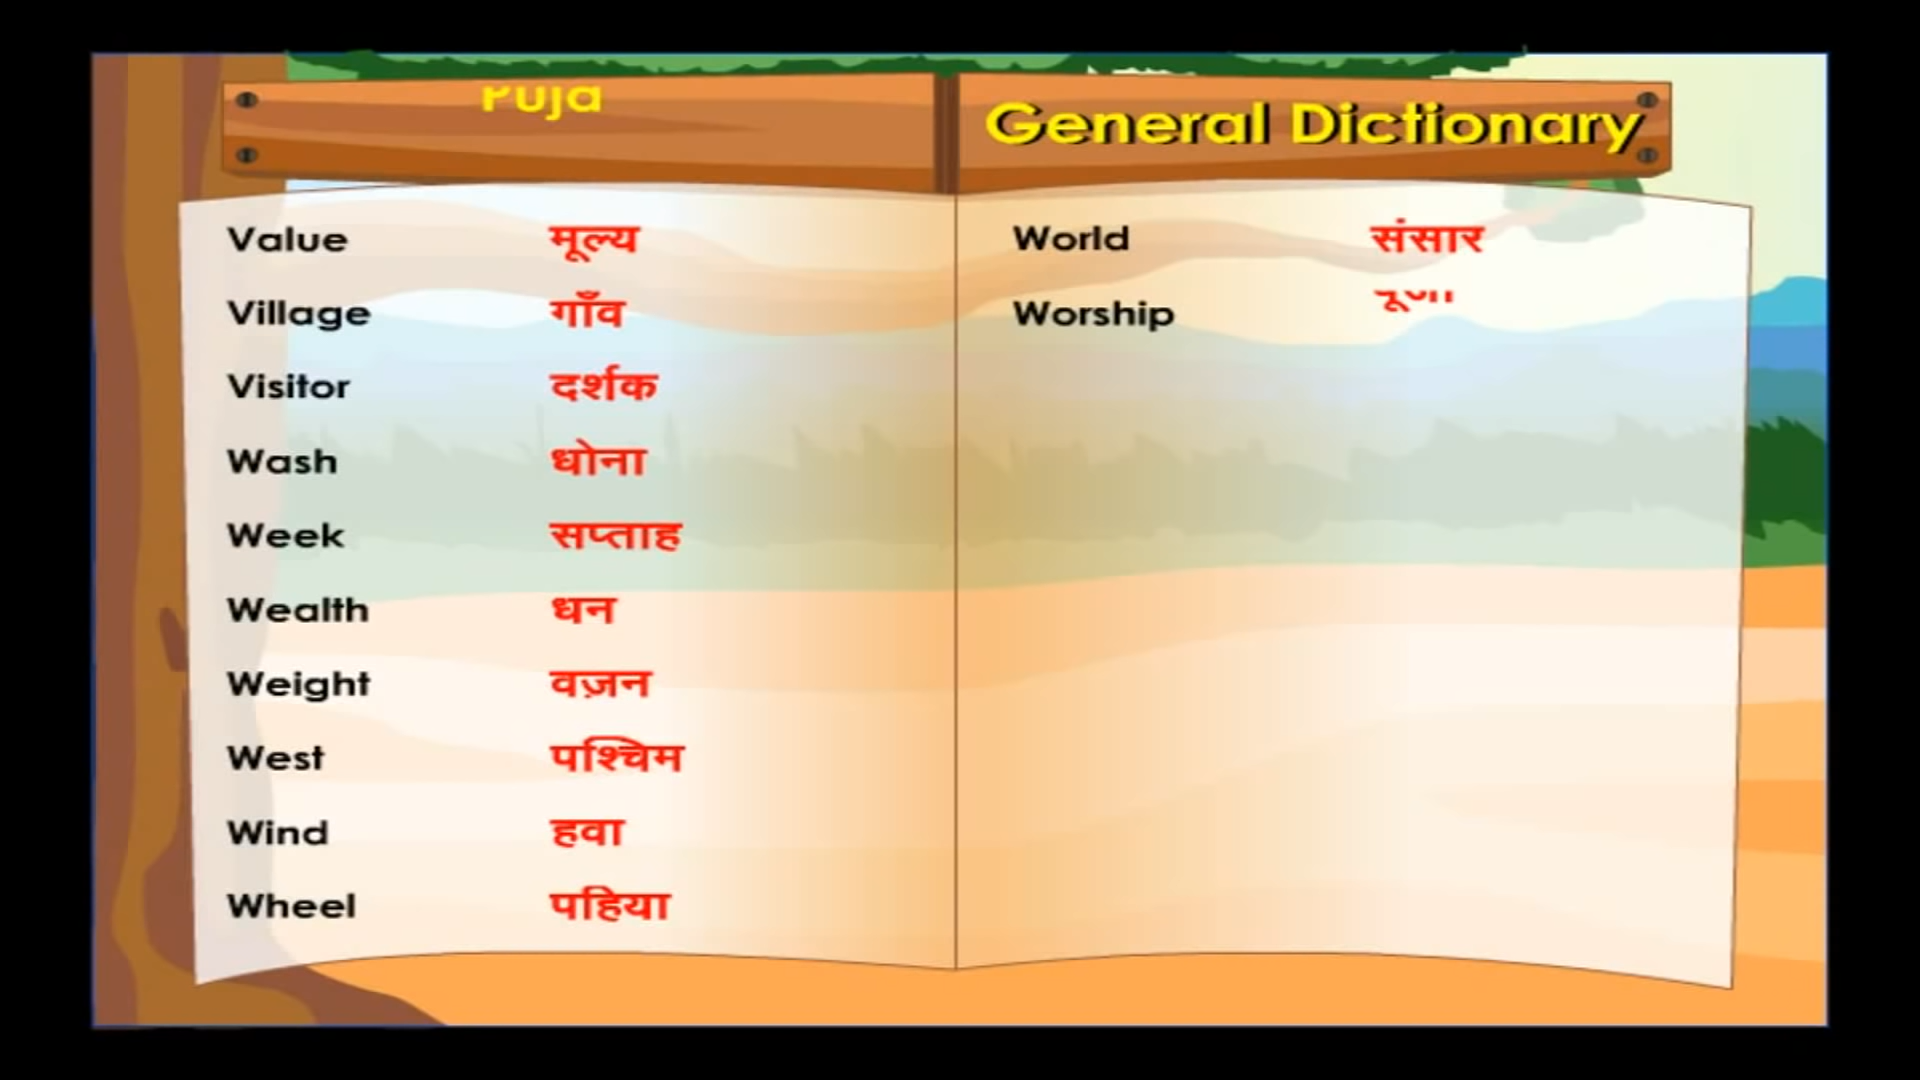 Puja
General Dictionary
Value मूल्य
Village गाँव
Visitor दर्शक
Wash धोना
Week सप्ताह
Wealth धन
Weight वज़न
West पश्चिम
Wind हवा
Wheel पहिया
World संसार
Worship